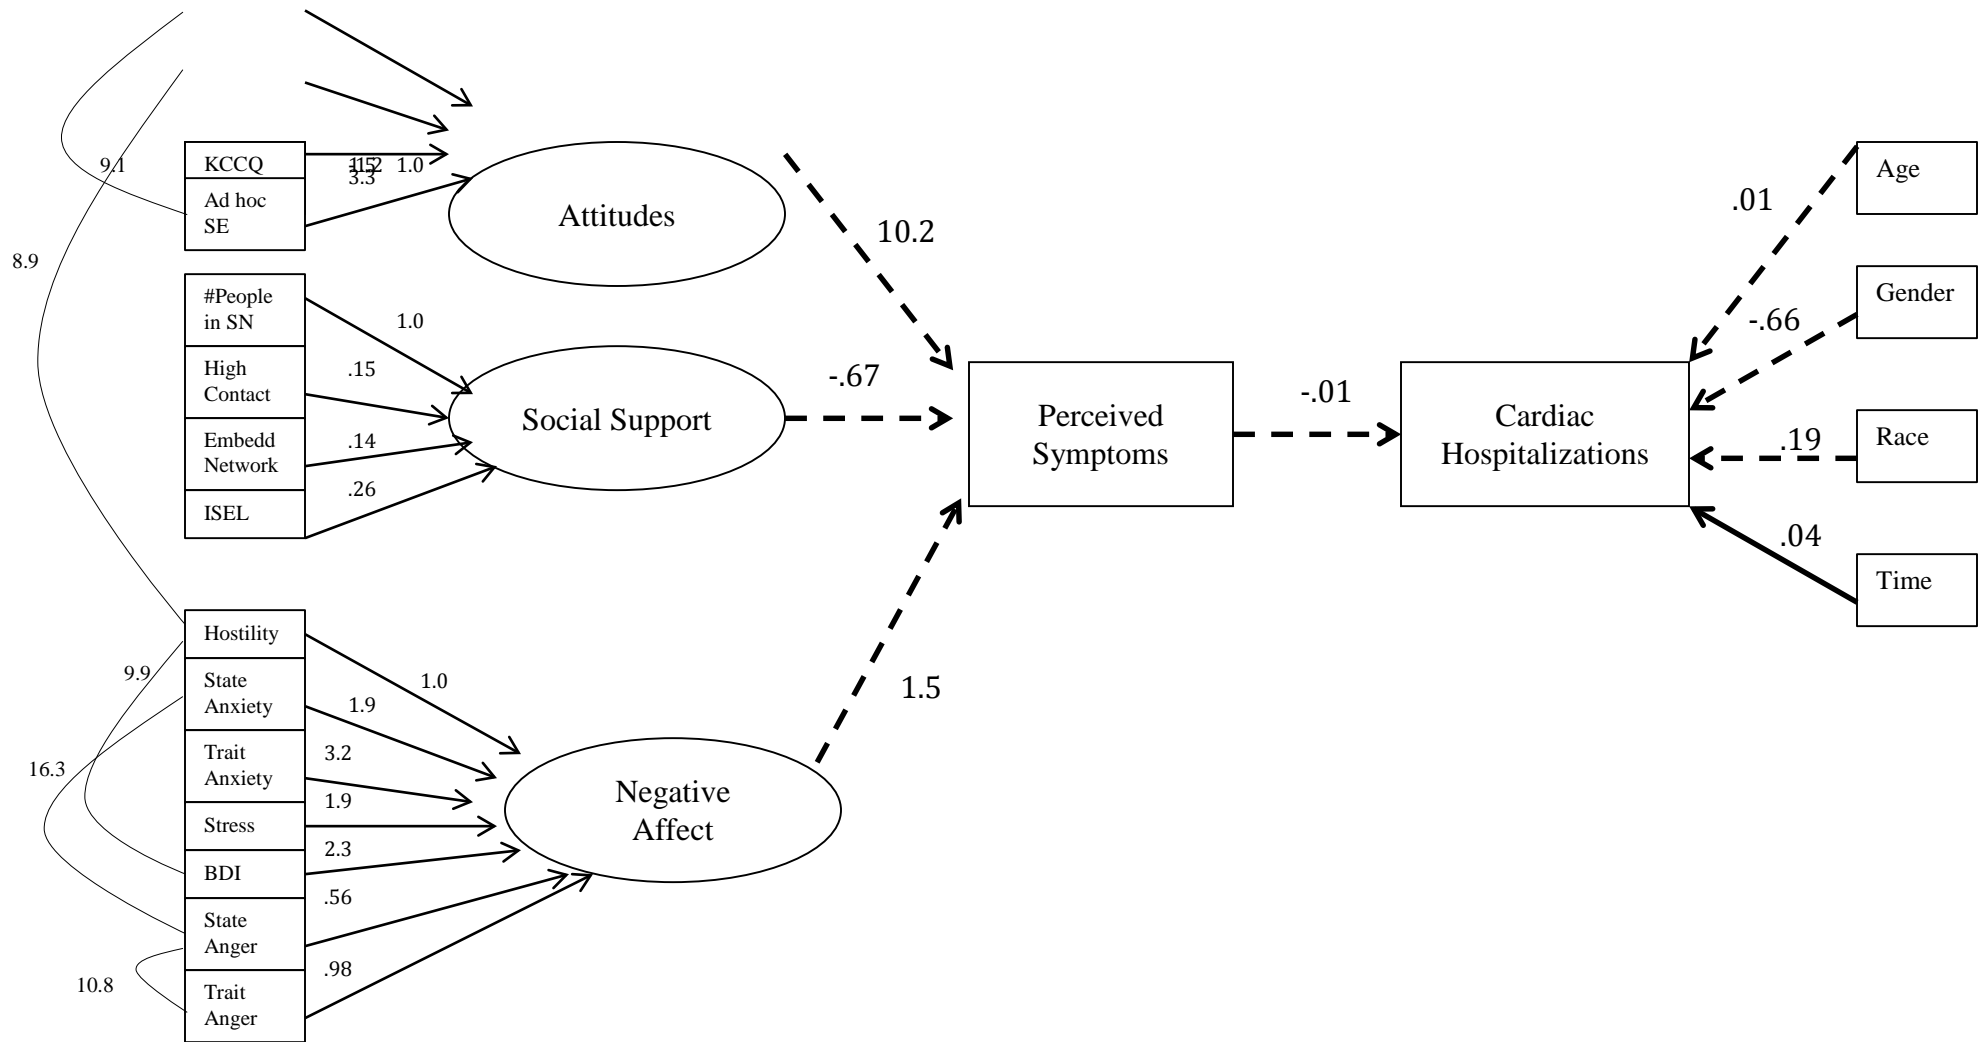 9.1
8.9
KCCQ
1.0
3.3
Ad hoc
SE
Attitudes
10.2
#People
in SN
1.0
High
Contact
.15
Embedd
Network
.14
ISEL
.26
Social Support
-.67
Perceived
Symptoms
-.01
Cardiac
Hospitalizations
Age
.01
Gender
-.66
Race
.19
Time
.04
Hostility
9.9
1.0
State
Anxiety
1.9
Trait
Anxiety
3.2
16.3
Stress
1.9
BDI
2.3
State
Anger
.56
Trait
Anger
.98
10.8
Negative
Affect
1.5